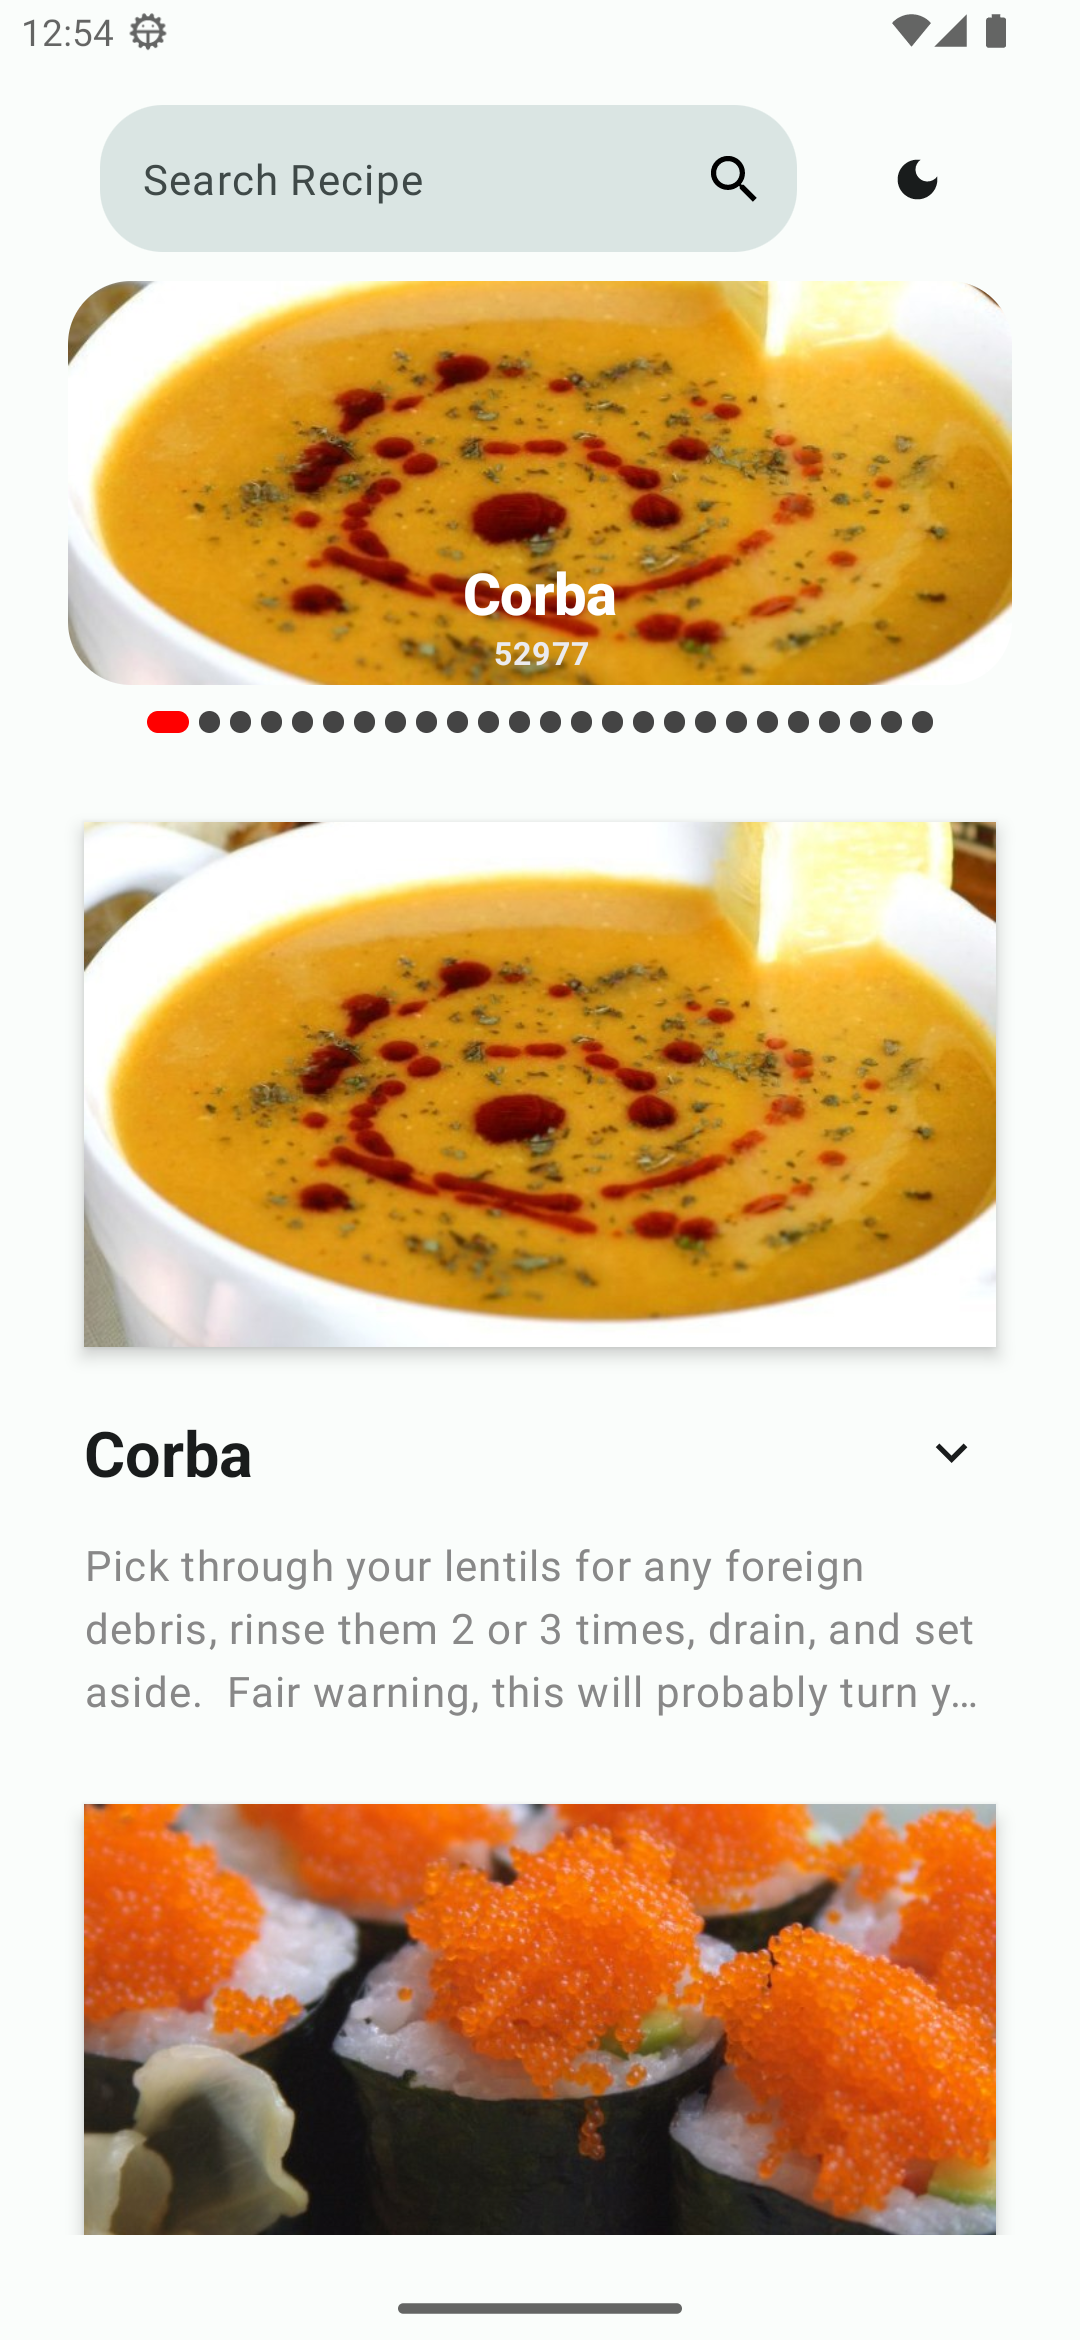 12:54
Search Recipe
Corba
52977
Corba
Pick through your lentils for any foreign
debris, rinse them 2 or 3 times, drain, and set
aside.  Fair warning, this will probably turn y…